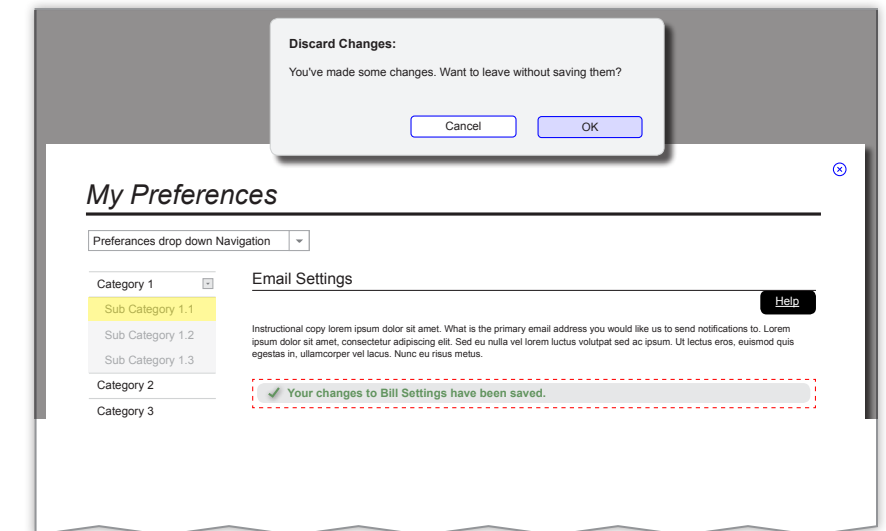 Discard Changes:
You've made some changes. Want to leave without saving them?
Cancel
OK
My Preferences
Preferances drop down Navigation
Category 1
Sub Category 1.1
Sub Category 1.2
Sub Category 1.3
Category 2
Category 3
Email Settings
Help
Instructional copy lorem ipsum dolor sit amet. What is the primary email address you would like us to send notifications to. Lorem
ipsum dolor sit amet, consectetur adipiscing elit. Sed eu nulla vel lorem luctus volutpat sed ac ipsum. Ut lectus eros, euismod quis
egestas in, ullamcorper vel lacus. Nunc eu risus metus.
Your changes to Bill Settings have been saved.